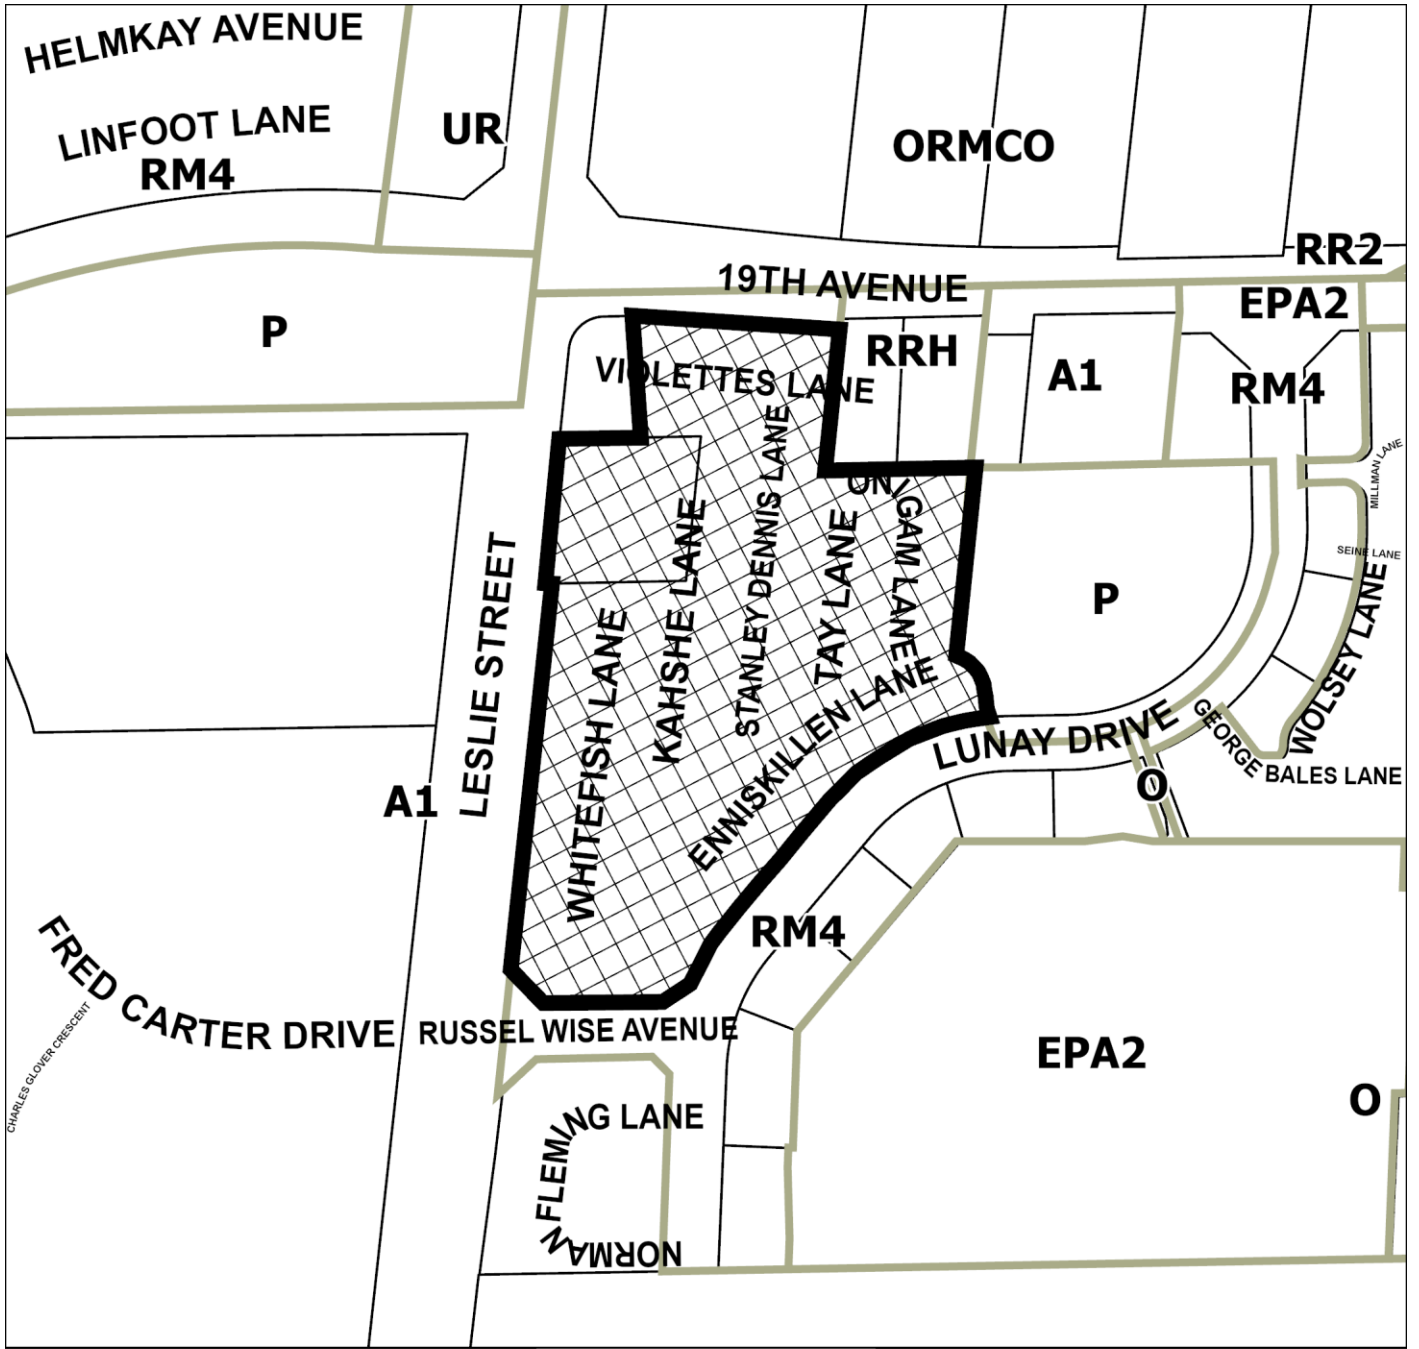 HELMKAY AVENUE
LINFOOT LANE
RM4
UR
ORMCO
RR2
19TH AVENUE
EPA2
P
RRH
A1
RM4
VIOLETTES LANE
MILLMAN LANE
ONIGAM LANE
STANLEY DENNIS LANE
KAHSHE LANE
TAY LANE
WHITEFISH LANE
ENNISKILLEN LANE
LESLIE STREET
P
SEINE LANE
WOLSEY LANE
LUNAY DRIVE
GEORGE BALES LANE
O
A1
RM4
FRED CARTER DRIVE
RUSSEL WISE AVENUE
CHARLES GLOVER CRESCENT
EPA2
O
NORMAN FLEMING LANE